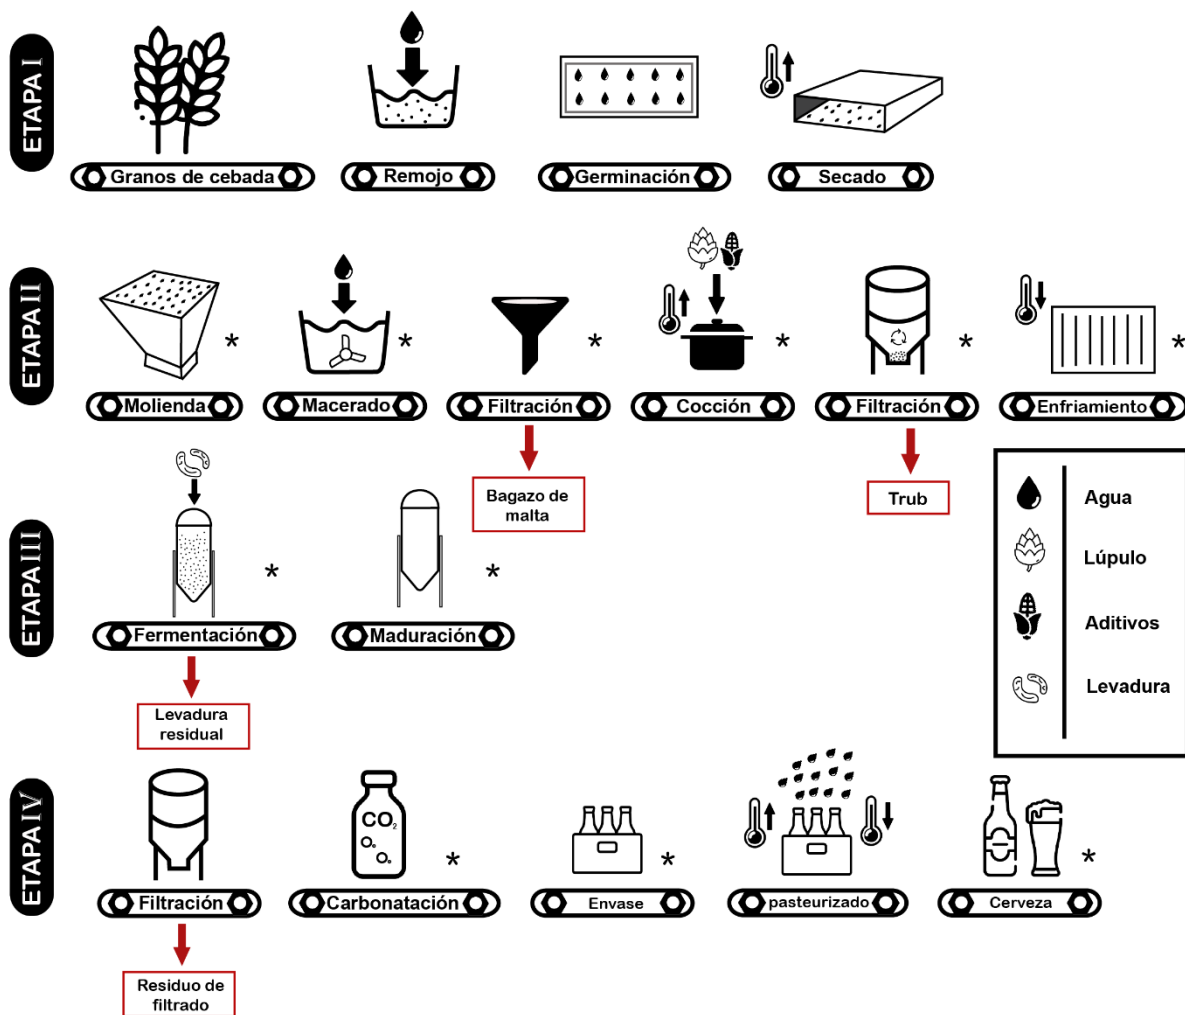 ETAPA I
Granos de cebada
Remojo
Germinación
Secado
ETAPA II
*
*
*
*
*
*
Molienda
Macerado
Filtración
Cocción
Filtración
Enfriamiento
Bagazo de
malta
Trub
ETAPA III
*
*
Fermentación
Maduración
Levadura
residual
Agua
Lúpulo
Aditivos
Levadura
ETAPA IV
CO2
*
*
*
Filtración
Carbonatación
Envase
pasteurizado
Cerveza
Residuo de
filtrado